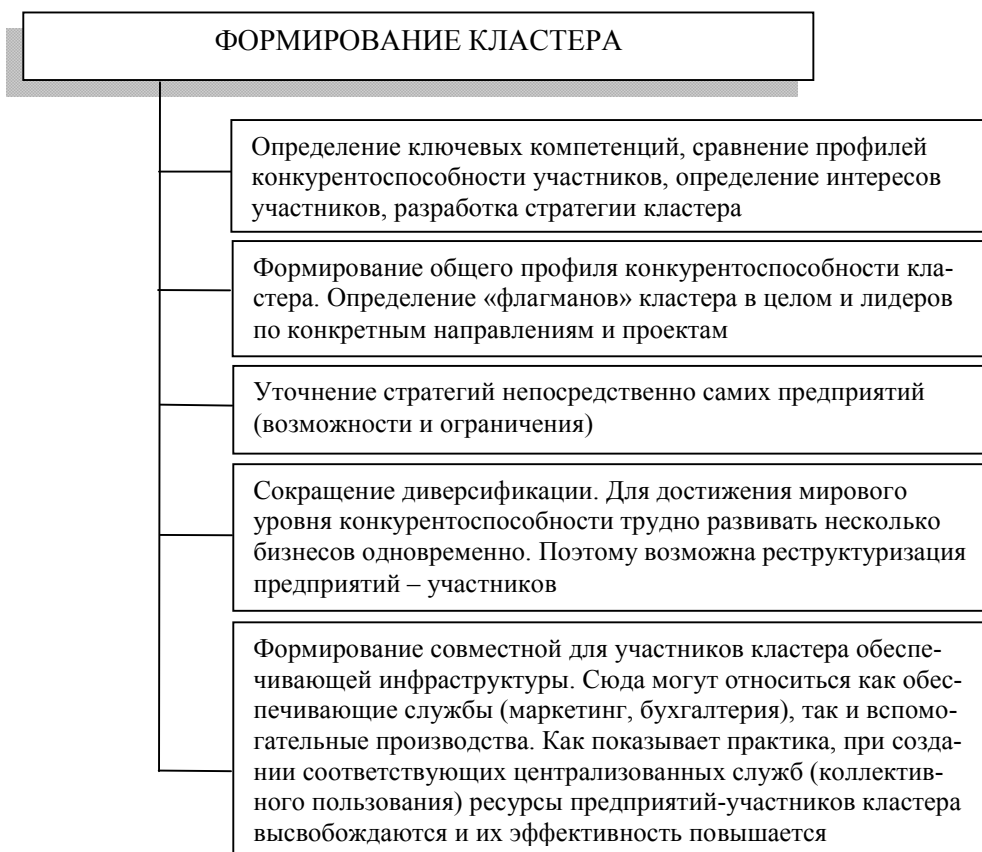 ФОРМИРОВАНИЕ КЛАСТЕРА
Определение ключевых компетенций, сравнение профилей
конкурентоспособности участников, определение интересов
участников, разработка стратегии кластера
Формирование общего профиля конкурентоспособности кла-
стера. Определение «флагманов» кластера в целом и лидеров
по конкретным направлениям и проектам
Уточнение стратегий непосредственно самих предприятий
(возможности и ограничения)
Сокращение диверсификации. Для достижения мирового
уровня конкурентоспособности трудно развивать несколько
бизнесов одновременно. Поэтому возможна реструктуризация
предприятий – участников
Формирование совместной для участников кластера обеспе-
чивающей инфраструктуры. Сюда могут относиться как обес-
печивающие службы (маркетинг, бухгалтерия), так и вспомо-
гательные производства. Как показывает практика, при созда-
нии соответствующих централизованных служб (коллектив-
ного пользования) ресурсы предприятий-участников кластера
высвобождаются и их эффективность повышается